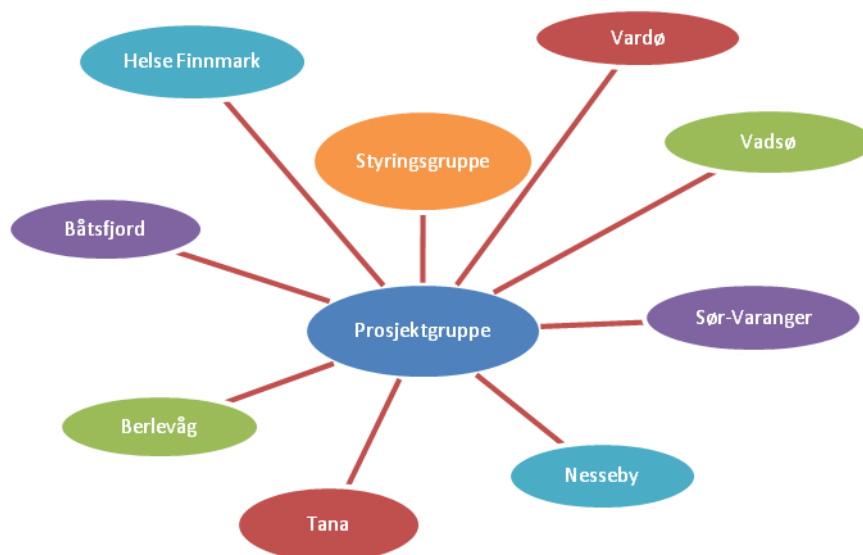 Vardø
Helse Finnmark
Styringsgruppe
Vadsø
Båtsfjord
Prosjektgruppe
Sør-Varanger
Berlevåg
Nesseby
Tana